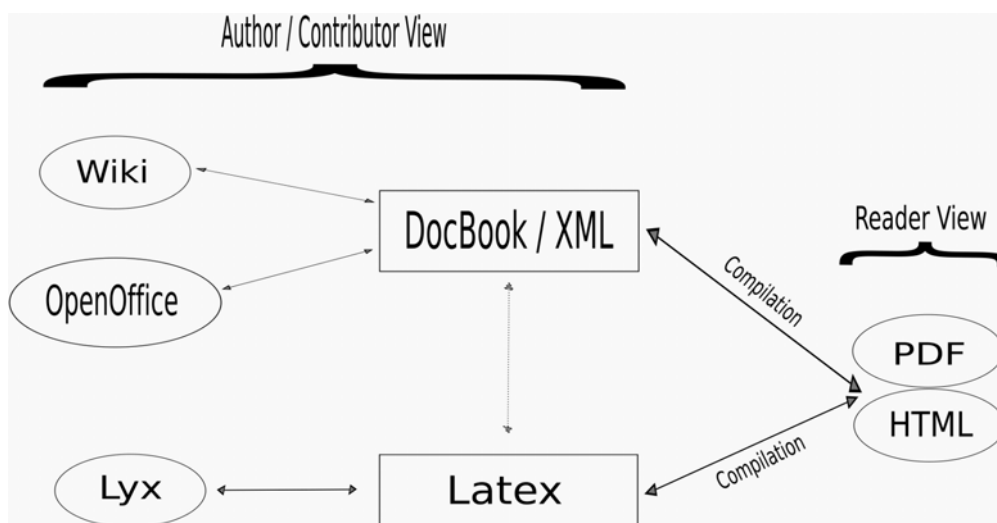 Author / Contributor View
Wiki
DocBook / XML
Reader View
OpenOffice
Compilation
PDF
HTML
Compilation
Lyx
Latex